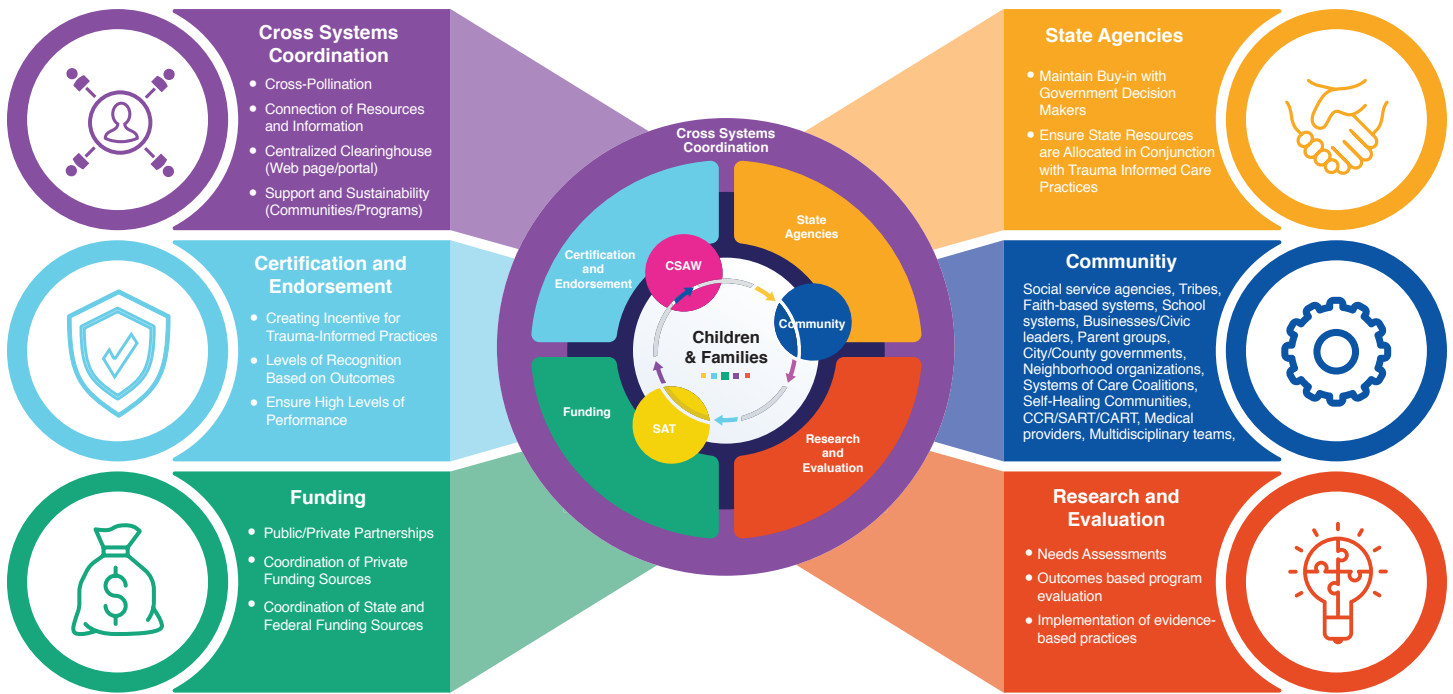 Cross Systems
Coordination
• Cross-Pollination
• Connection of Resources
and Information
• Centralized Clearinghouse
(Web page/portal)
• Support and Sustainability
(Communities/Programs)
Certification and
Endorsement
• Creating Incentive for
Trauma-Informed Practices
• Levels of Recognition
Based on Outcomes
• Ensure High Levels of
Performance
Funding
• Public/Private Partnerships
• Coordination of Private
Funding Sources
• Coordination of State and
Federal Funding Sources
Cross Systems
Coordination
Certification
and
Endorsement
State
Agencies
CSAW
Community
Children
& Families
Funding
SAT
Research
and
Evaluation
State Agencies
• Maintain Buy-in with
Government Decision
Makers
• Ensure State Resources
are Allocated in Conjunction
with Trauma Informed Care
Practices
Communitiy
Social service agencies, Tribes,
Faith-based systems, School
systems, Businesses/Civic
leaders, Parent groups,
City/County governments,
Neighborhood organizations,
Systems of Care Coalitions,
Self-Healing Communities,
CCR/SART/CART, Medical
providers, Multidisciplinary teams,
Research and
Evaluation
• Needs Assessments
• Outcomes based program
evaluation
• Implementation of evidence-
based practices